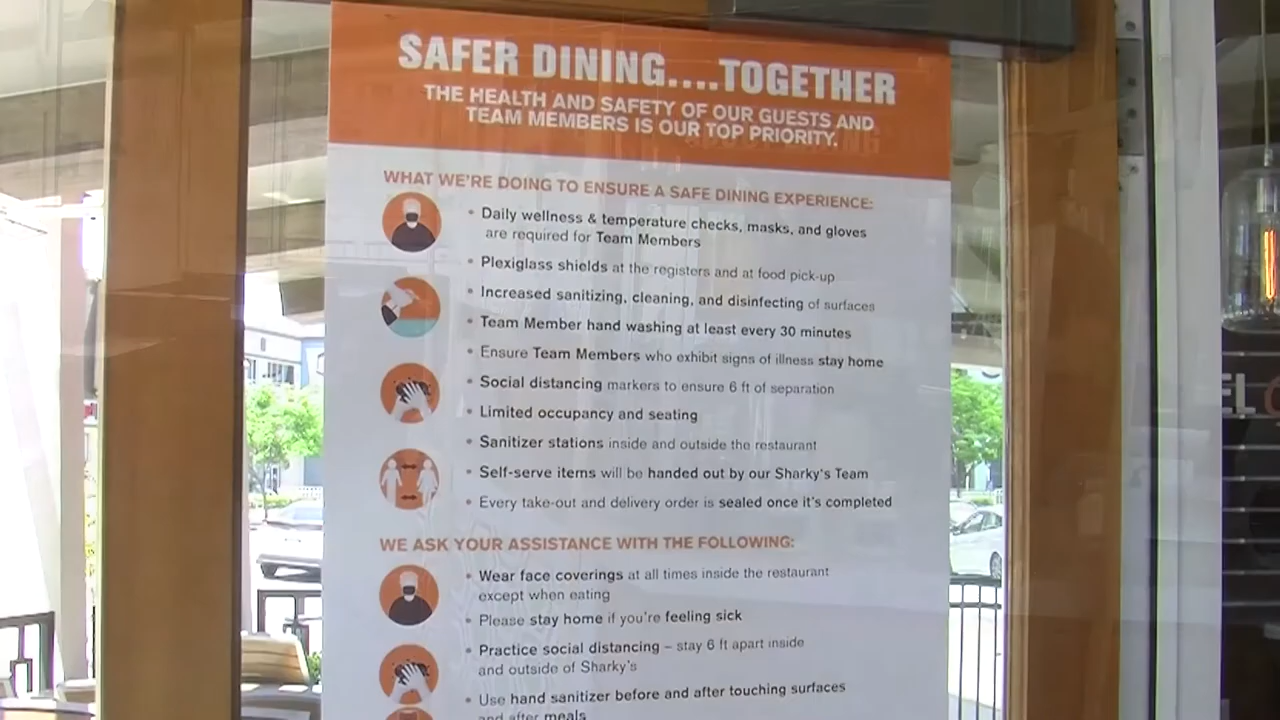 SAFER DINING....TOGETHER
THE HEALTH AND SAFETY OF OUR GUESTS AND
TEAM MEMBERS IS OUR TOP PRIORITY.
WHAT WE'RE DOING TO ENSURE A SAFE DINING EXPERIENCE:
• Daily wellness & temperature checks, masks, and gloves
are required for Team Members
• Plexiglass shields at the registers and at food pick-up
• Increased sanitizing, cleaning, and disinfecting of surfaces
• Team Member hand washing at least every 30 minutes
• Ensure Team Members who exhibit signs of illness stay home
• Social distancing markers to ensure 6 ft of separation
• Limited occupancy and seating
• Sanitizer stations inside and outside the restaurant
• Self-serve items will be handed out by our Sharky's Team
• Every take-out and delivery order is sealed once it's completed
WE ASK YOUR ASSISTANCE WITH THE FOLLOWING:
• Wear face coverings at all times inside the restaurant
except when eating
• Please stay home if you're feeling sick
• Practice social distancing – stay 6 ft apart inside
and outside of Sharky's
• Use hand sanitizer before and after touching surfaces
and after meals